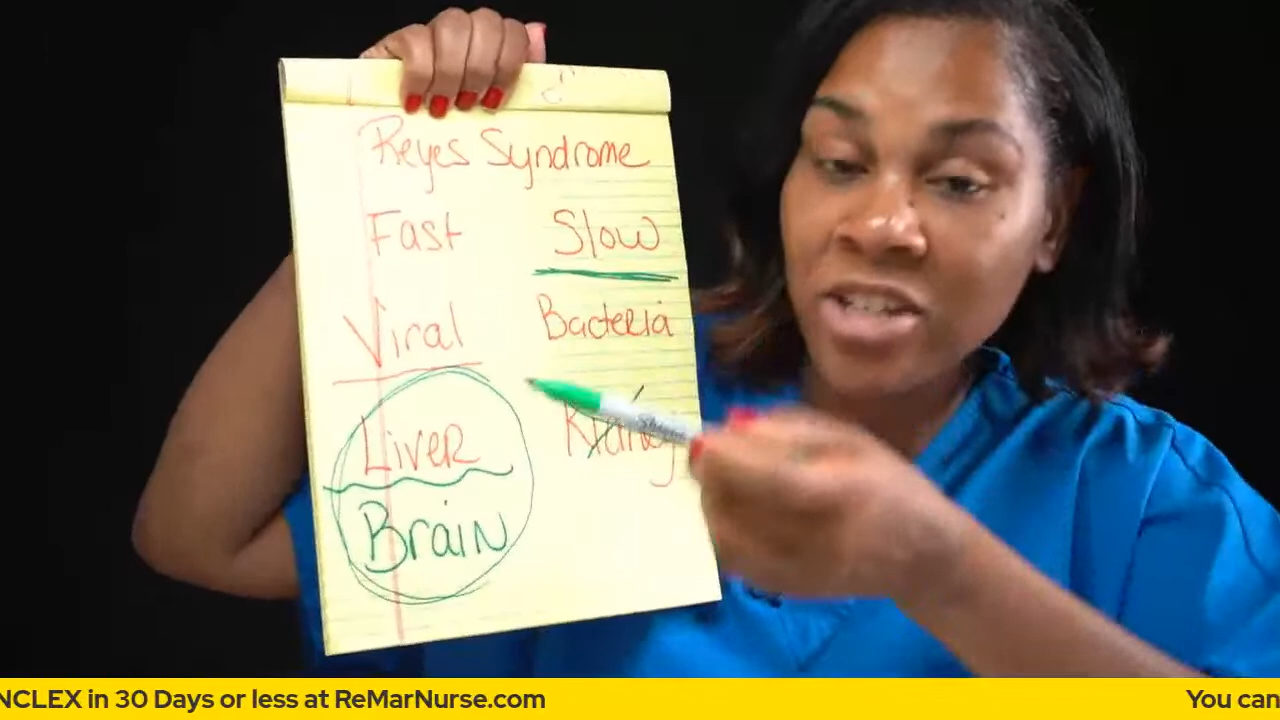 Reyes Syndrome
Fast Slow
Viral Bacteria
Liver Kidney
Brain
NCLEX in 30 Days or less at ReMarNurse.com You can